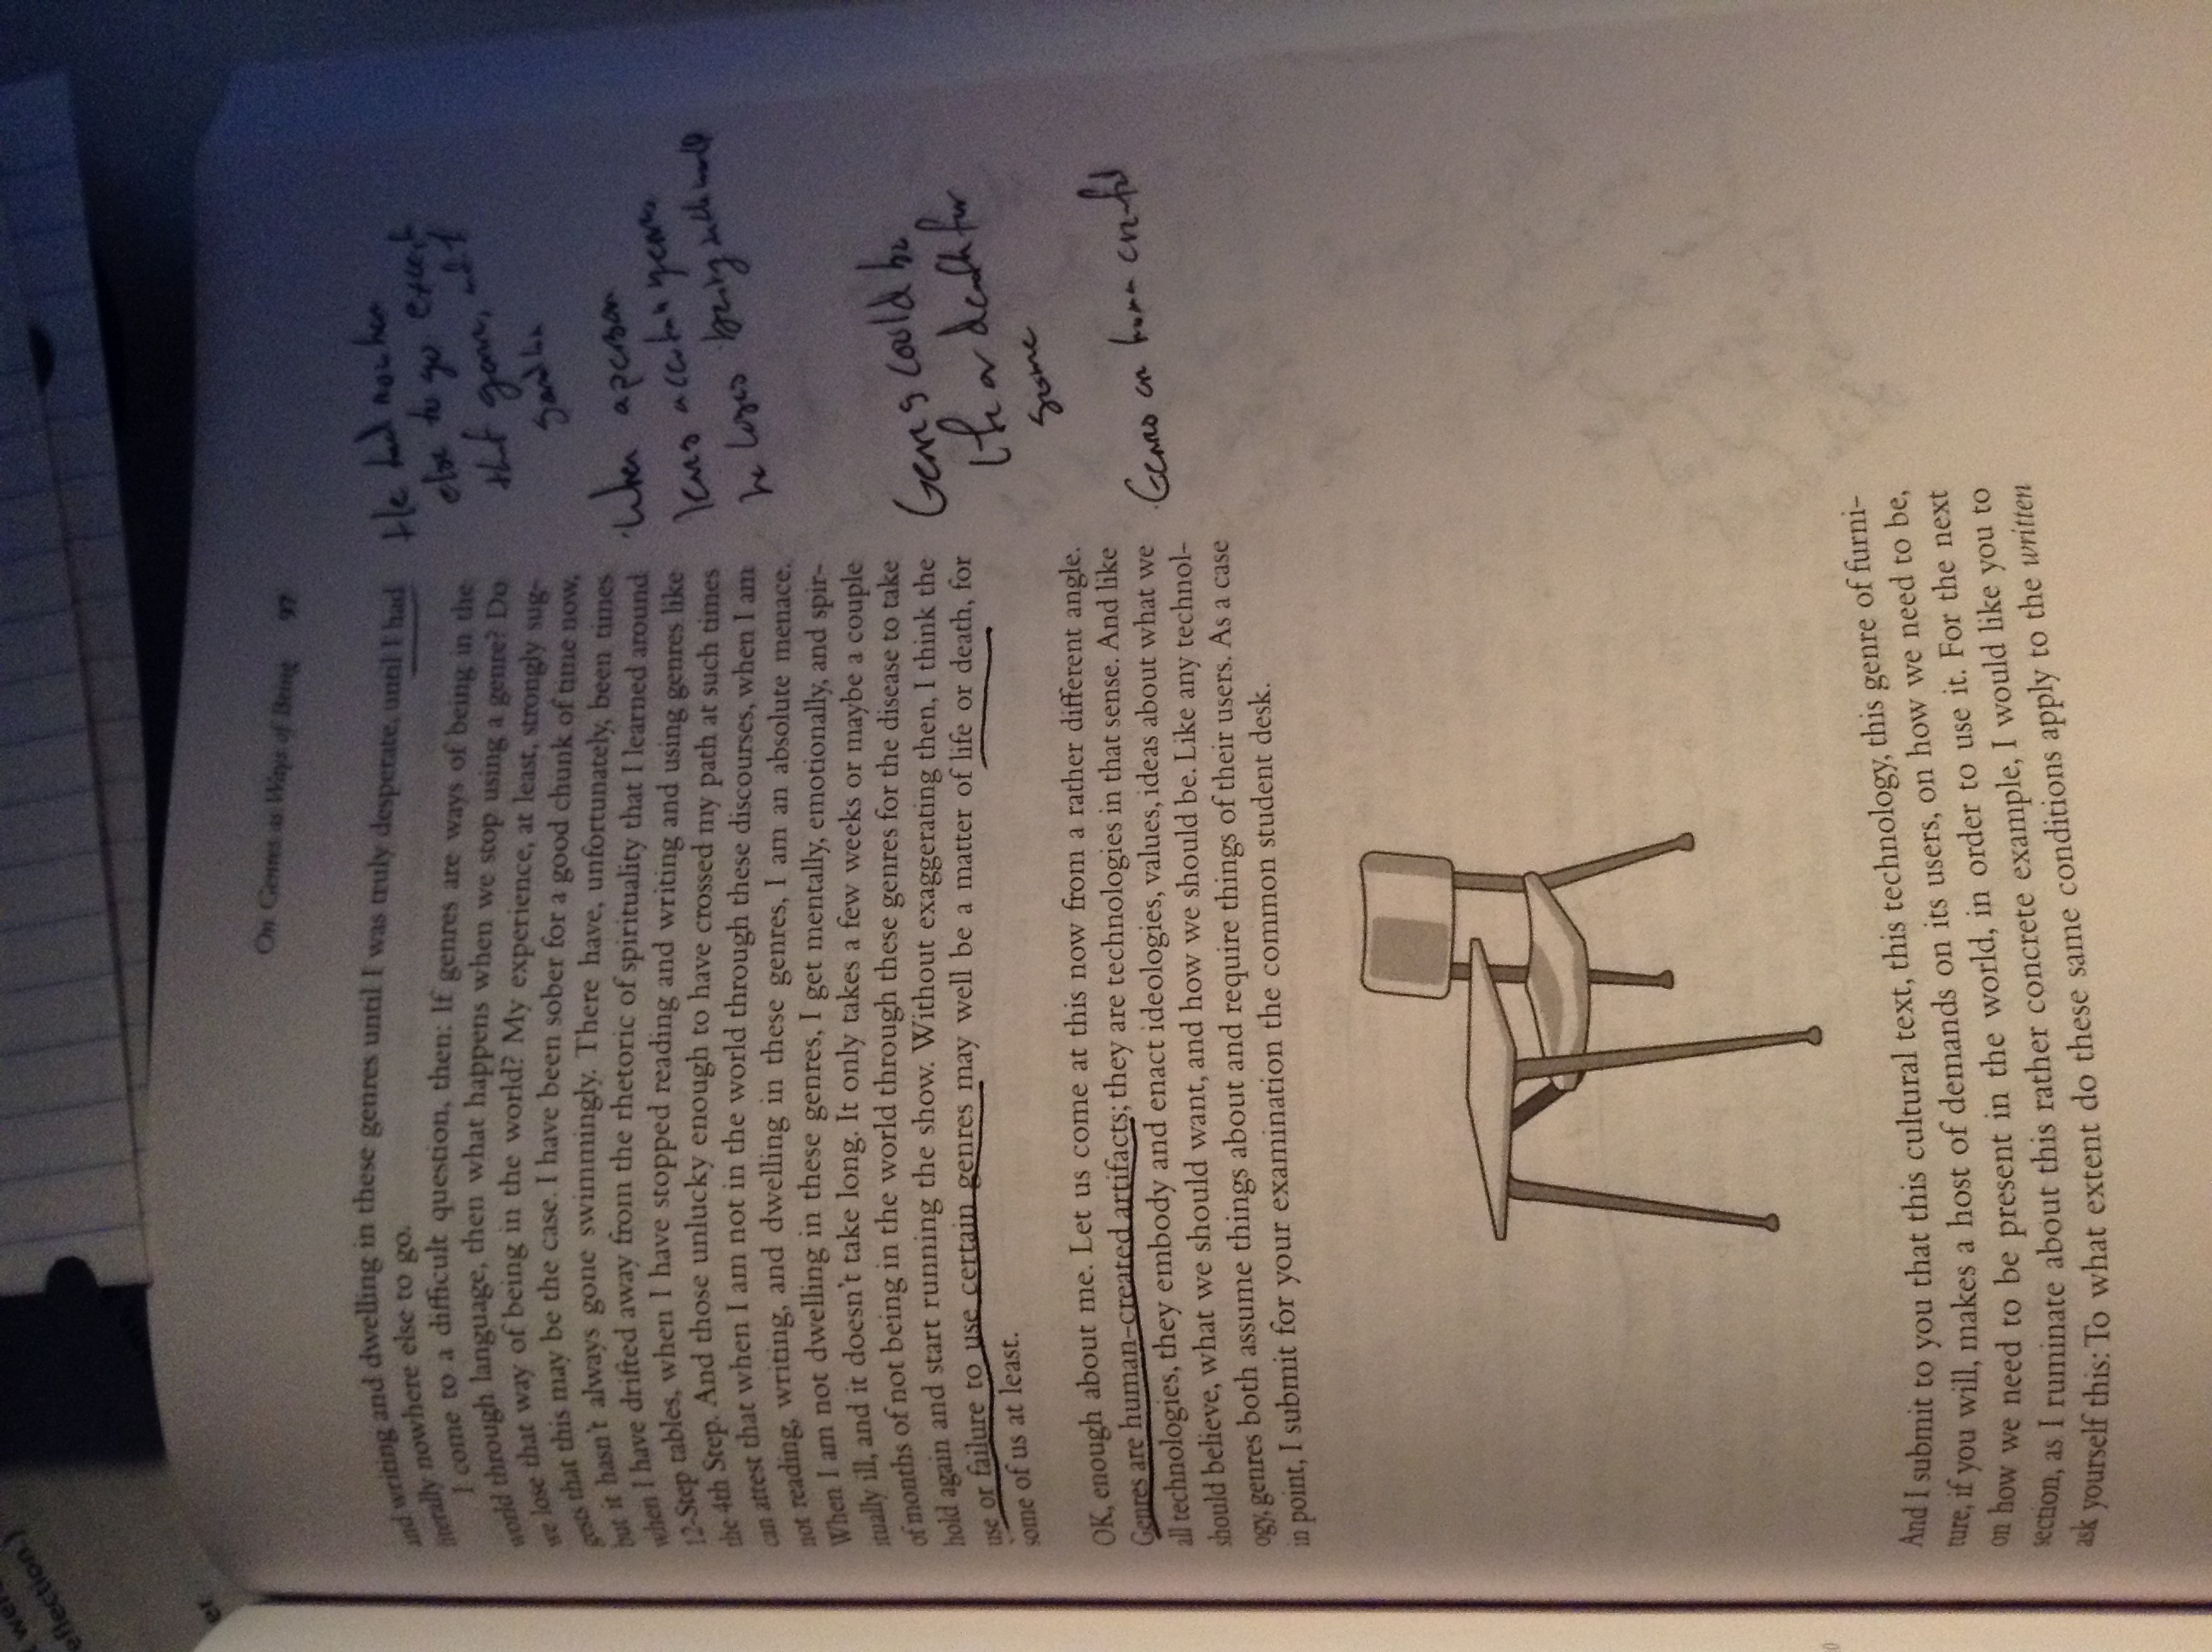 On Genres as Ways of Being 97
and writing and dwelling in these genres until I was truly desperate, until I had
literally nowhere else to go.
I come to a difficult question, then: If genres are ways of being in the
world through language, then what happens when we stop using a genre? Do
we lose that way of being in the world? My experience, at least, strongly sug-
gests that this may be the case. I have been sober for a good chunk of time now,
but it hasn't always gone swimmingly. There have, unfortunately, been times
when I have drifted away from the rhetoric of spirituality that I learned around
12-Step tables, when I have stopped reading and writing and using genres like
the 4th Step. And those unlucky enough to have crossed my path at such times
can attest that when I am not in the world through these discourses, when I am
not reading, writing, and dwelling in these genres, I am an absolute menace.
When I am not dwelling in these genres, I get mentally, emotionally, and spir-
itually ill, and it doesn't take long. It only takes a few weeks or maybe a couple
of months of not being in the world through these genres for the disease to take
hold again and start running the show. Without exaggerating then, I think the
use or failure to use certain genres may well be a matter of life or death, for
some of us at least.
OK, enough about me. Let us come at this now from a rather different angle.
Genres are human-created artifacts; they are technologies in that sense. And like
all technologies, they embody and enact ideologies, values, ideas about what we
should believe, what we should want, and how we should be. Like any technol-
ogy, genres both assume things about and require things of their users. As a case
in point, I submit for your examination the common student desk.
And I submit to you that this cultural text, this technology, this genre of furni-
ture, if you will, makes a host of demands on its users, on how we need to be,
on how we need to be present in the world, in order to use it. For the next
section, as I ruminate about this rather concrete example, I would like you to
ask yourself this: To what extent do these same conditions apply to the written
He had nowhere
else to go except
that genre,
when a person
a certain genre
he loses being in the world
Genres could be
life or death for
some
Genres are human created
er
eflection.)